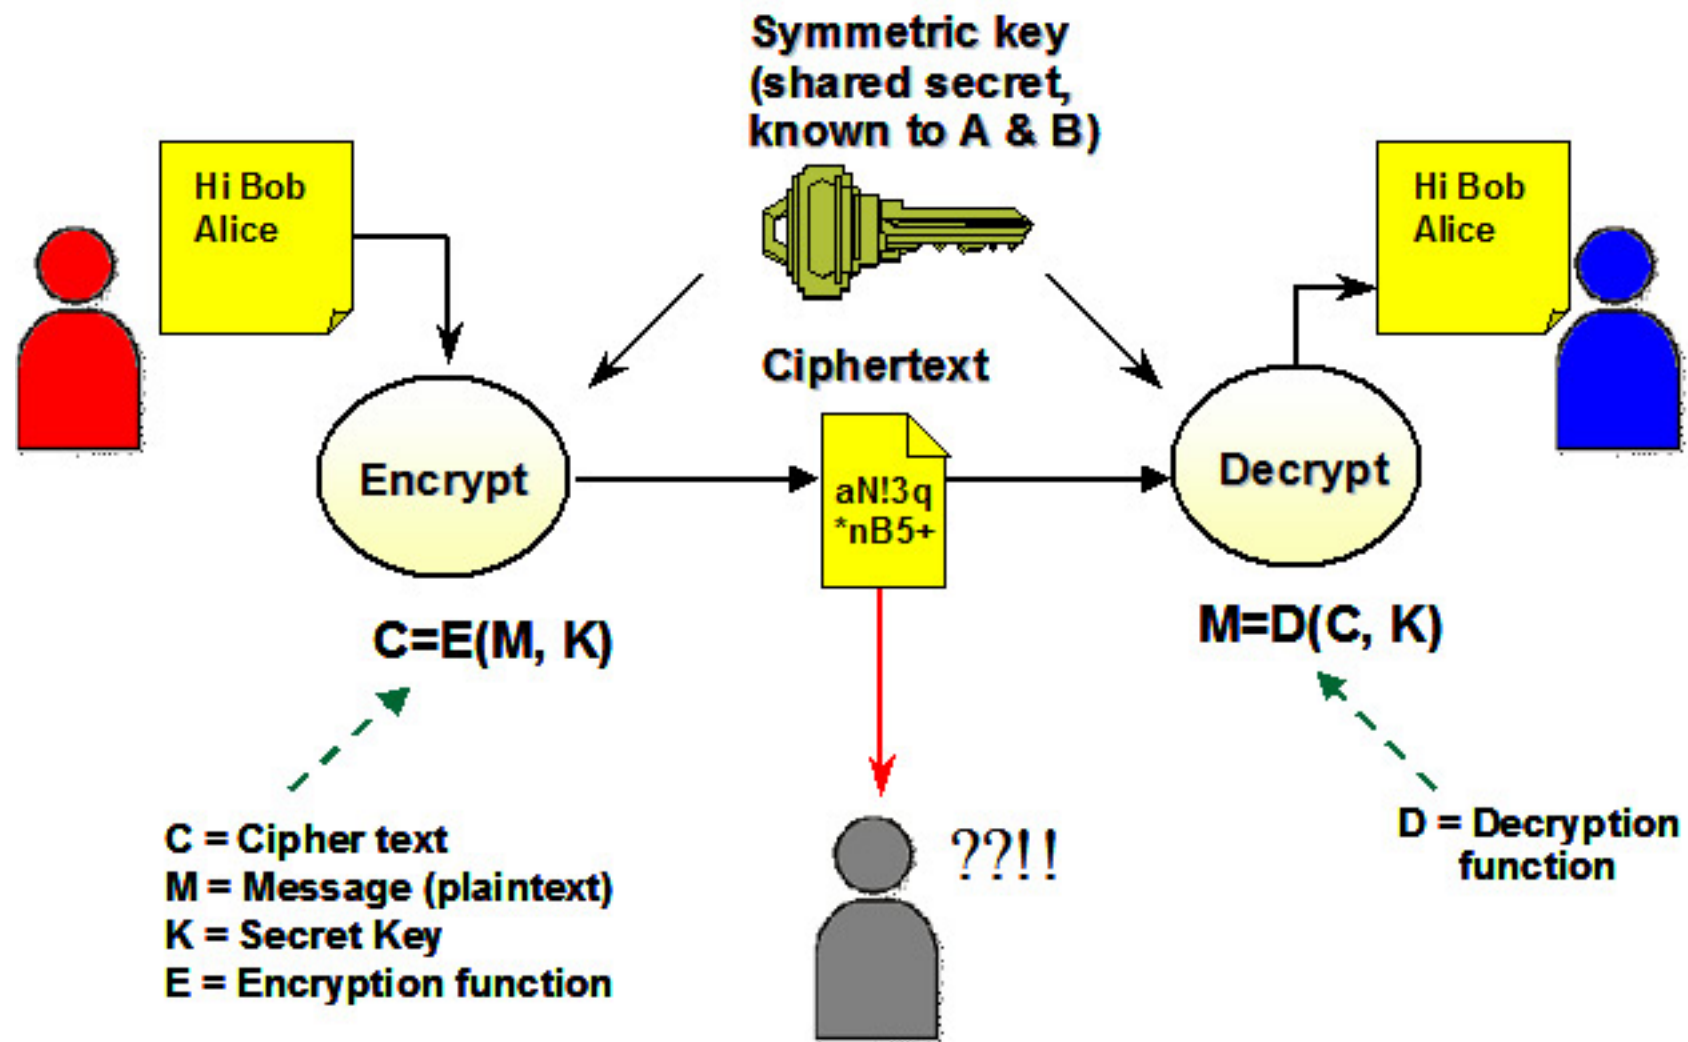 Symmetric key
(shared secret,
known to A & B)
Hi Bob
Alice
Hi Bob
Alice
Ciphertext
Encrypt
aN!3q
*nB5+
Decrypt
C=E(M, K)
M=D(C, K)
??!!
C = Cipher text
M = Message (plaintext)
K = Secret Key
E = Encryption function
D = Decryption
function